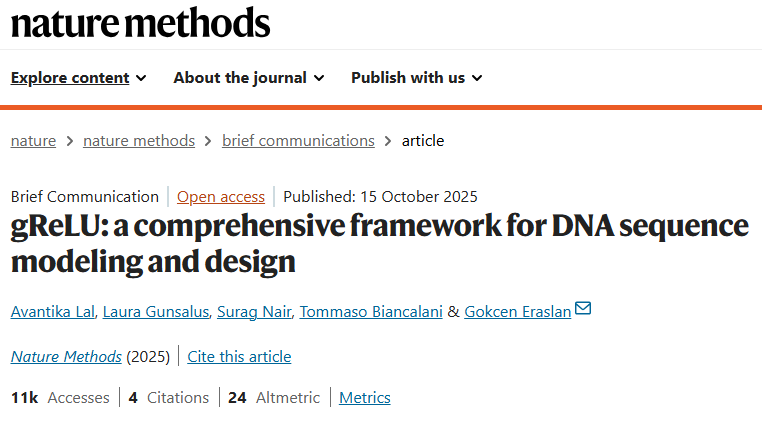 nature methods
Explore content About the journal Publish with us
nature > nature methods > brief communications > article
Brief Communication | Open access | Published: 15 October 2025
gReLU: a comprehensive framework for DNA sequence
modeling and design
Avantika Lal, Laura Gunsalus, Surag Nair, Tommaso Biancalani & Gokcen Eraslan
Nature Methods (2025) | Cite this article
11k Accesses | 4 Citations | 24 Altmetric | Metrics